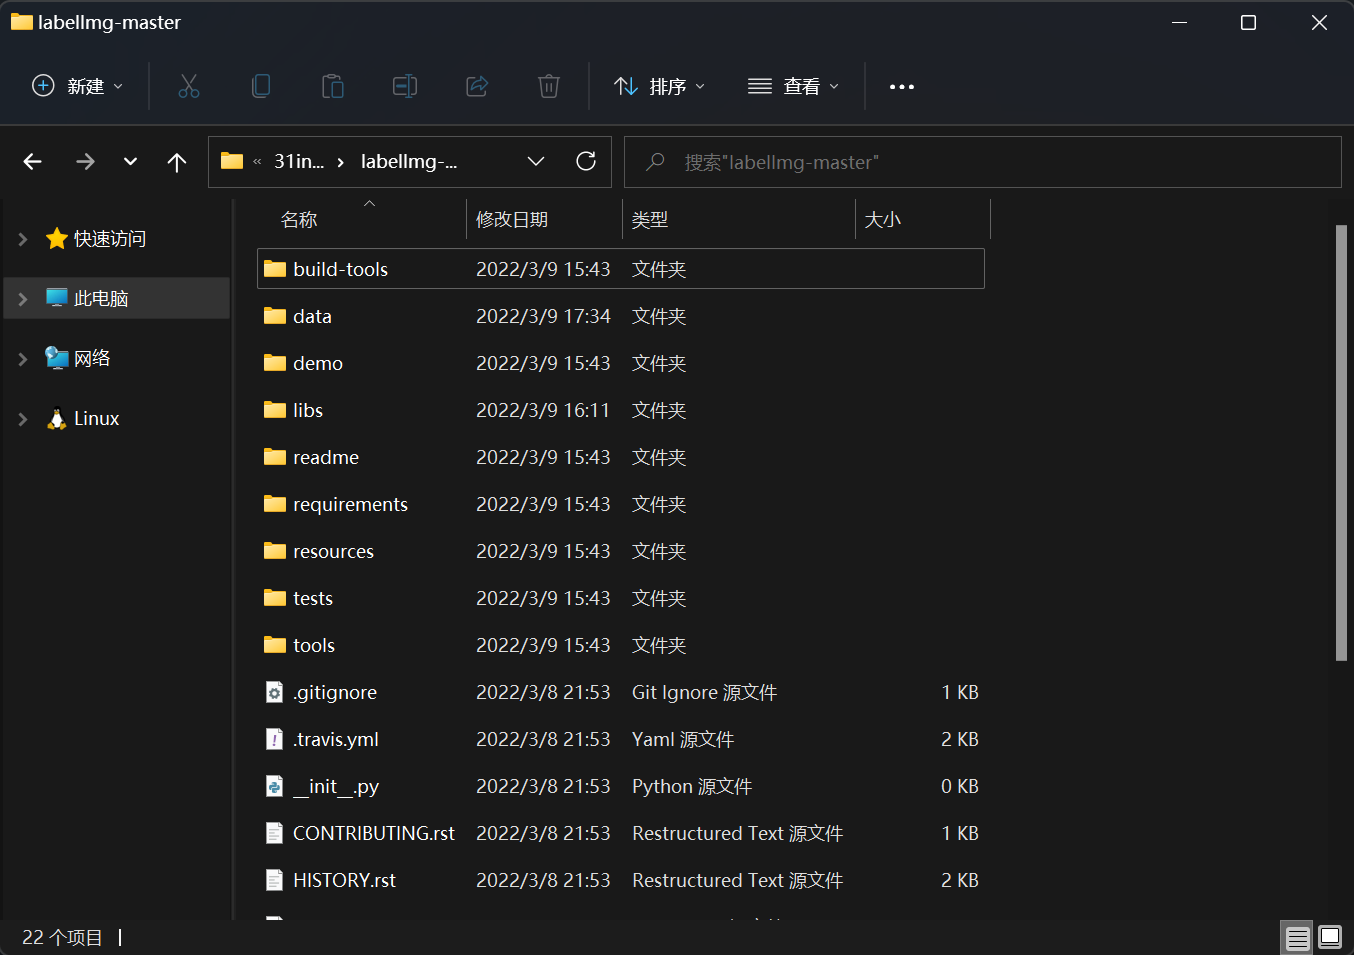 labelImg-master
新建
排序
查看
« 31in... › labelImg-...
搜索"labelImg-master"
快速访问
此电脑
网络
Linux
名称 修改日期 类型 大小
build-tools 2022/3/9 15:43 文件夹
data 2022/3/9 17:34 文件夹
demo 2022/3/9 15:43 文件夹
libs 2022/3/9 16:11 文件夹
readme 2022/3/9 15:43 文件夹
requirements 2022/3/9 15:43 文件夹
resources 2022/3/9 15:43 文件夹
tests 2022/3/9 15:43 文件夹
tools 2022/3/9 15:43 文件夹
.gitignore 2022/3/8 21:53 Git Ignore 源文件 1 KB
.travis.yml 2022/3/8 21:53 Yaml 源文件 2 KB
__init__.py 2022/3/8 21:53 Python 源文件 0 KB
CONTRIBUTING.rst 2022/3/8 21:53 Restructured Text 源文件 1 KB
HISTORY.rst 2022/3/8 21:53 Restructured Text 源文件 2 KB
22 个项目